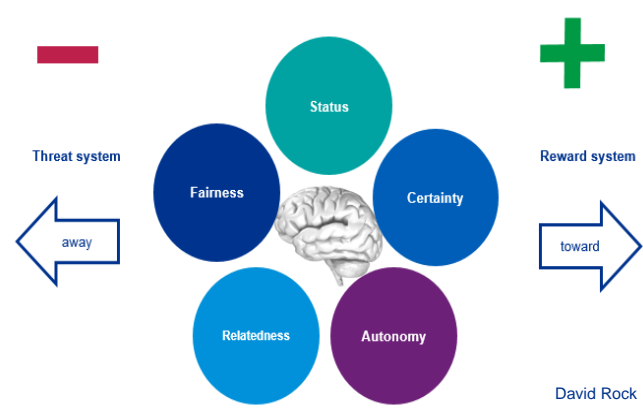 Status
Threat system
Reward system
Fairness
Certainty
away
toward
Relatedness
Autonomy
David Rock